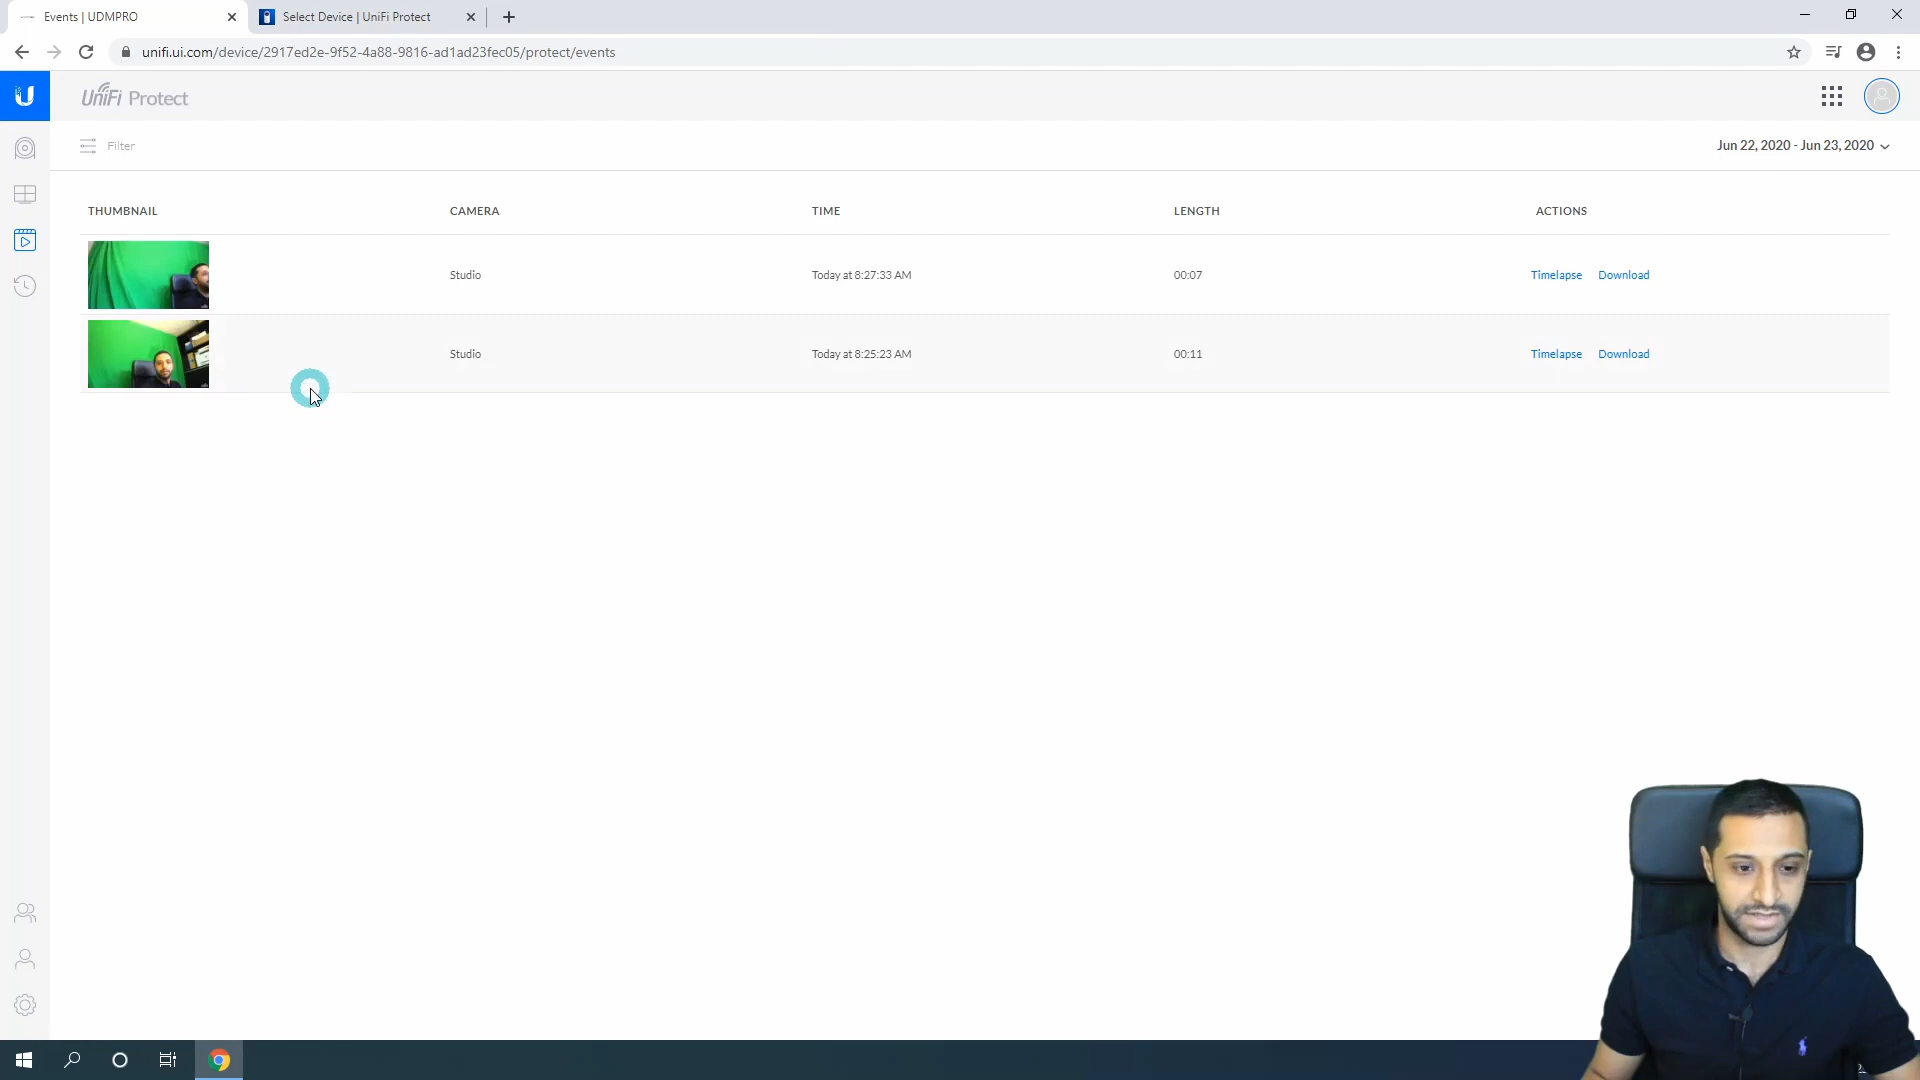 Events | UDMPRO
Select Device | UniFi Protect
unifi.ui.com/device/2917ed2e-9f52-4a88-9816-ad1ad23fec05/protect/events
UniFi Protect
Filter
Jun 22, 2020 - Jun 23, 2020
THUMBNAIL CAMERA TIME LENGTH ACTIONS
Studio Today at 8:27:33 AM 00:07 Timelapse Download
Studio Today at 8:25:23 AM 00:11 Timelapse Download